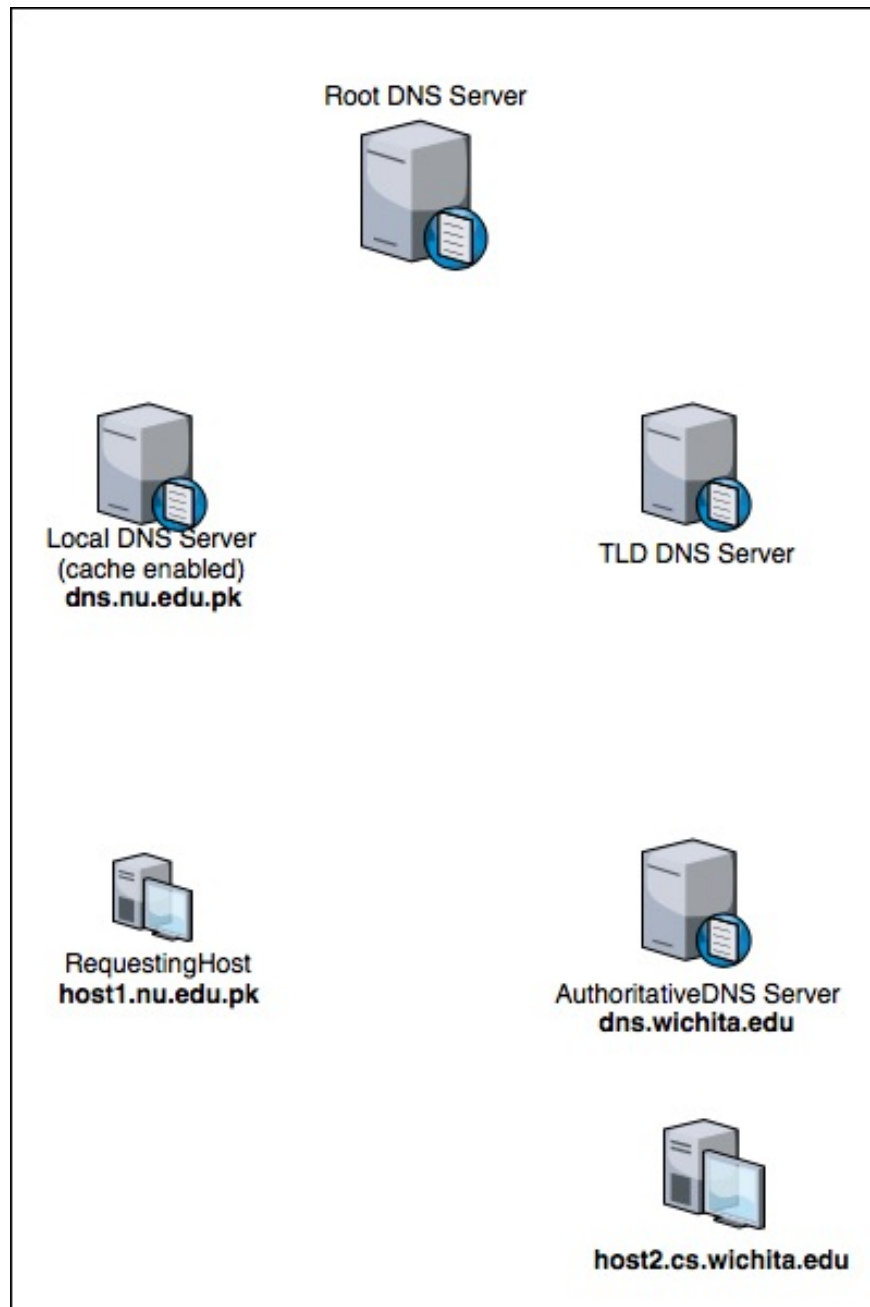 Root DNS Server
Local DNS Server
(cache enabled)
dns.nu.edu.pk
TLD DNS Server
RequestingHost
host1.nu.edu.pk
AuthoritativeDNS Server
dns.wichita.edu
host2.cs.wichita.edu